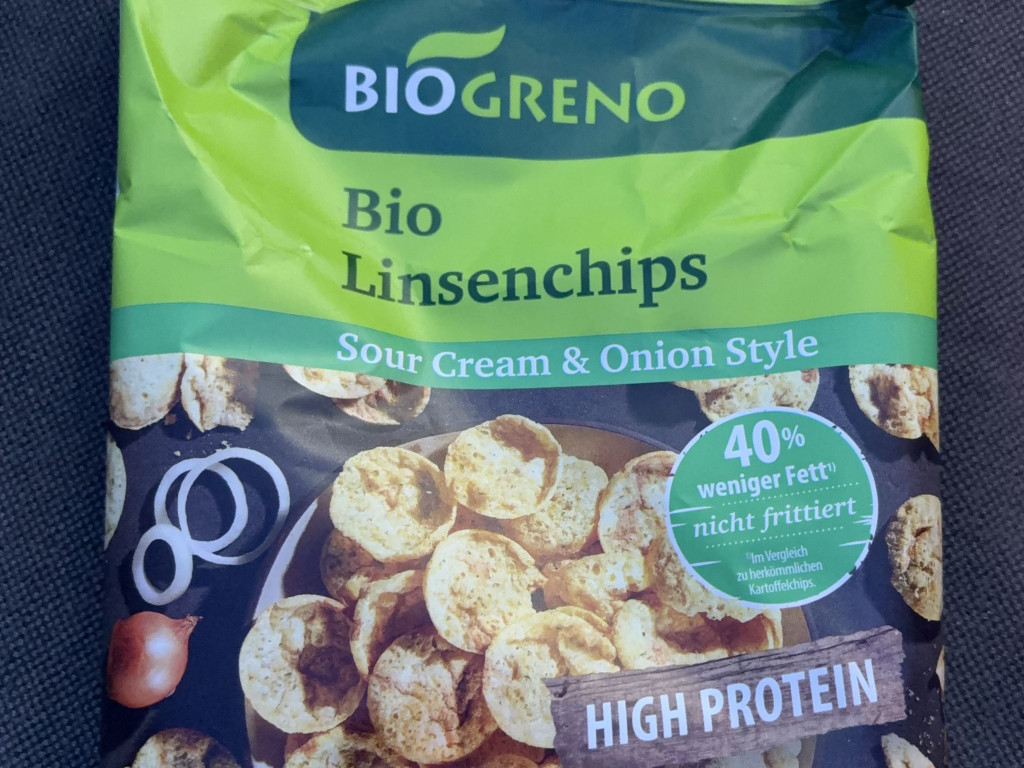 BIOGRENO
Bio
Linsenchips
Sour Cream & Onion Style
40%
weniger Fett¹⁾
nicht frittiert
¹⁾Im Vergleich
zu herkömmlichen
Kartoffelchips.
HIGH PROTEIN